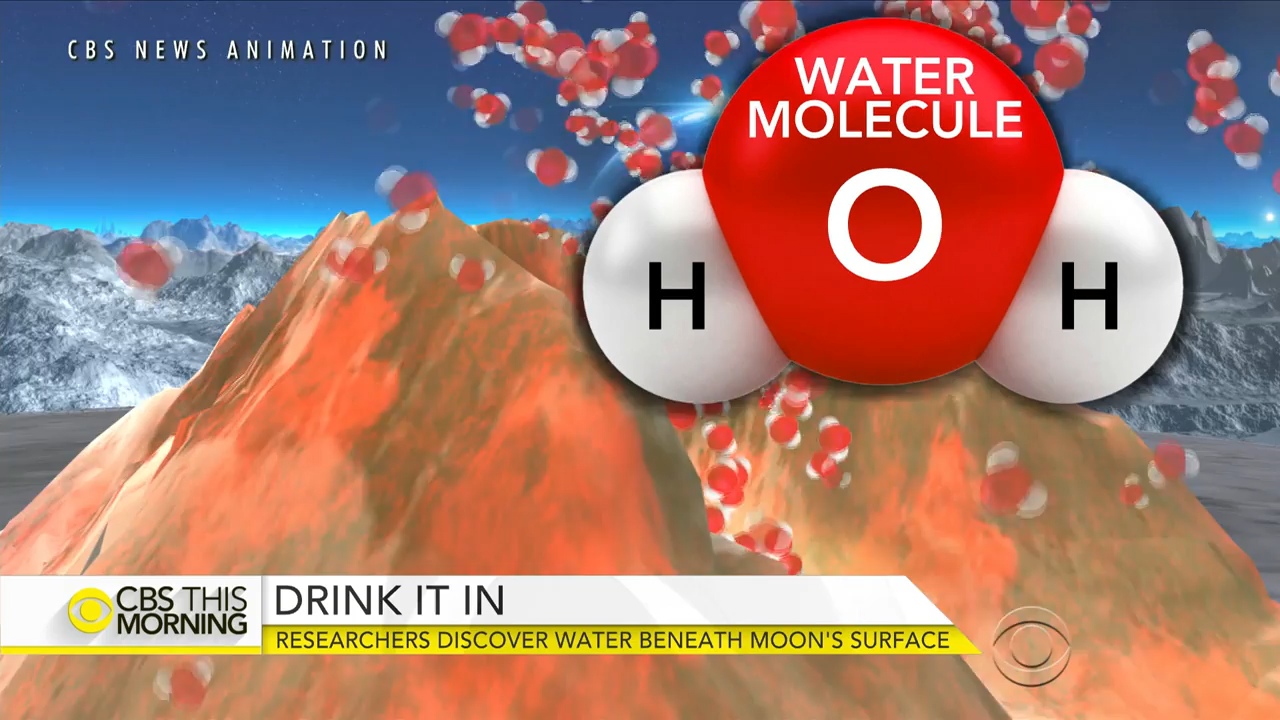 CBS NEWS ANIMATION
WATER
MOLECULE
O
H
H
CBS THIS
MORNING
DRINK IT IN
RESEARCHERS DISCOVER WATER BENEATH MOON'S SURFACE